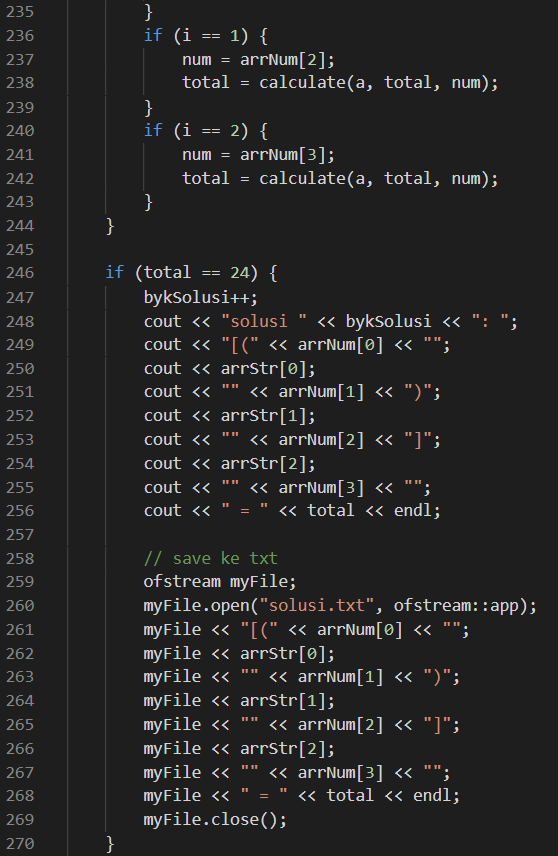 235         }
236         if (i == 1) {
237             num = arrNum[2];
238             total = calculate(a, total, num);
239         }
240         if (i == 2) {
241             num = arrNum[3];
242             total = calculate(a, total, num);
243         }
244     }
245
246     if (total == 24) {
247         bykSolusi++;
248         cout << "solusi " << bykSolusi << ": ";
249         cout << "[(" << arrNum[0] << "";
250         cout << arrStr[0];
251         cout << "" << arrNum[1] << ")";
252         cout << arrStr[1];
253         cout << "" << arrNum[2] << "]";
254         cout << arrStr[2];
255         cout << "" << arrNum[3] << "";
256         cout << " = " << total << endl;
257
258         // save ke txt
259         ofstream myFile;
260         myFile.open("solusi.txt", ofstream::app);
261         myFile << "[(" << arrNum[0] << "";
262         myFile << arrStr[0];
263         myFile << "" << arrNum[1] << ")";
264         myFile << arrStr[1];
265         myFile << "" << arrNum[2] << "]";
266         myFile << arrStr[2];
267         myFile << "" << arrNum[3] << "";
268         myFile << " = " << total << endl;
269         myFile.close();
270     }